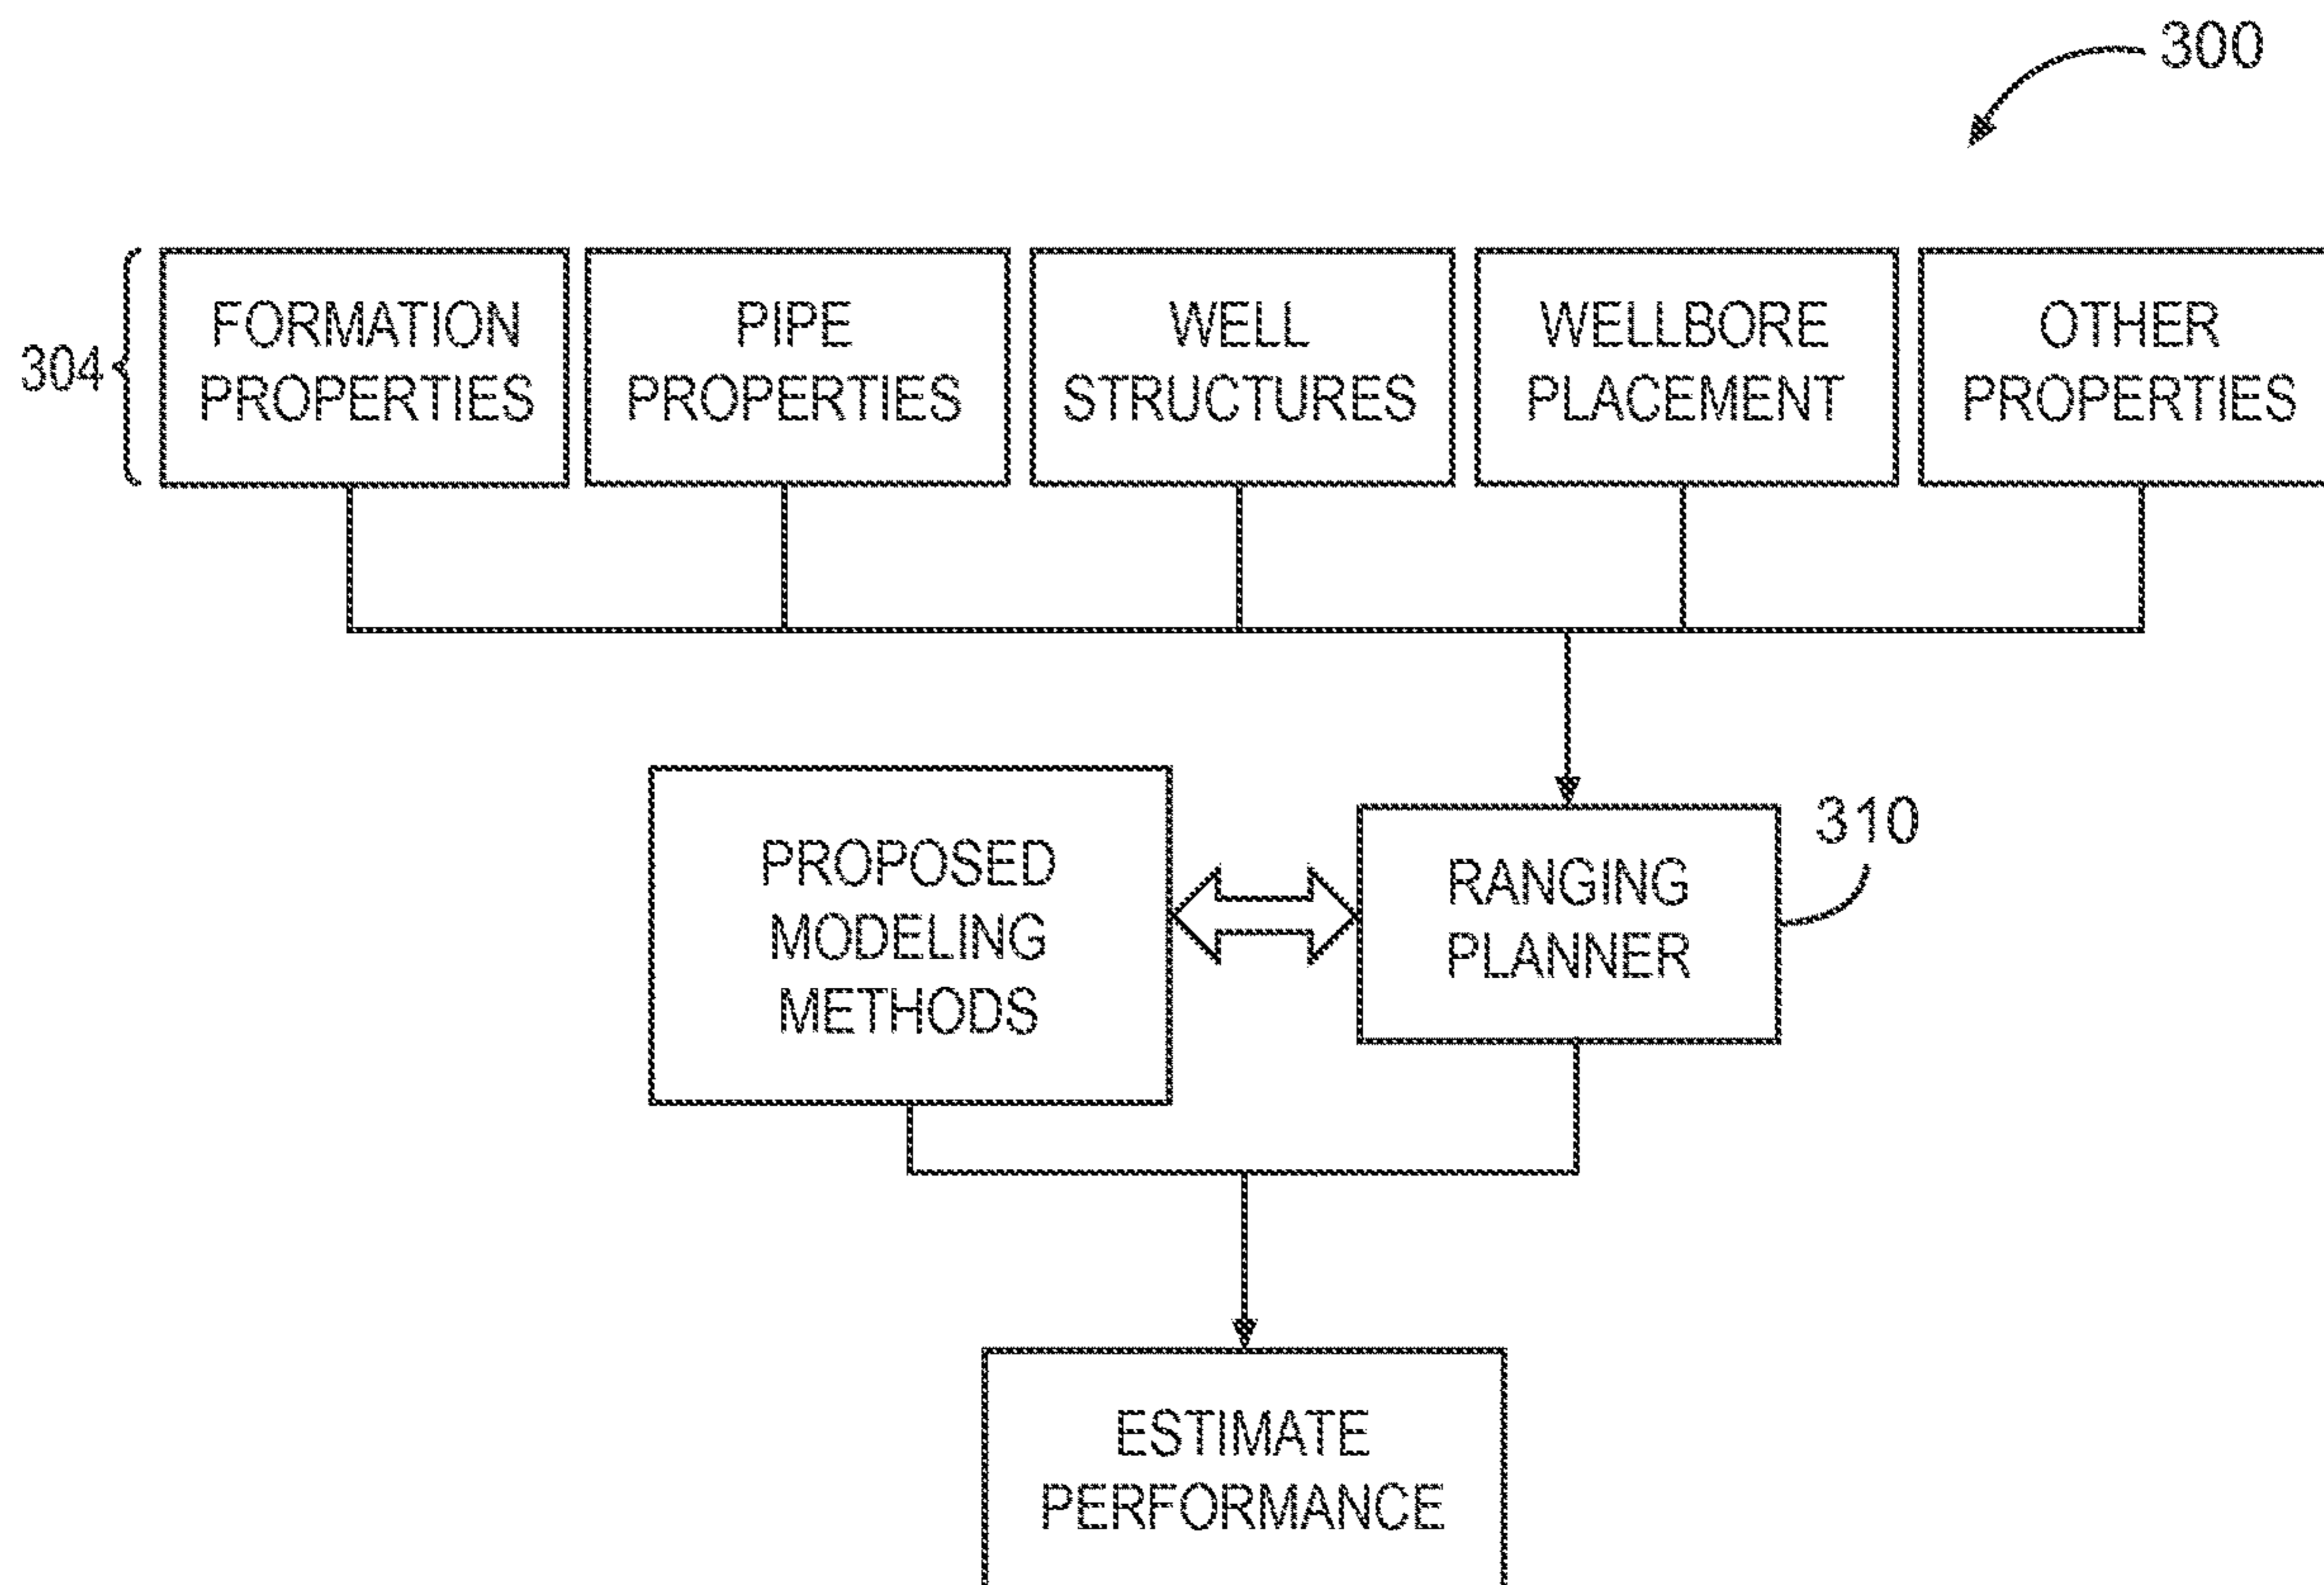 300
304
FORMATION
PROPERTIES
PIPE
PROPERTIES
WELL
STRUCTURES
WELLBORE
PLACEMENT
OTHER
PROPERTIES
PROPOSED
MODELING
METHODS
RANGING
PLANNER
310
ESTIMATE
PERFORMANCE